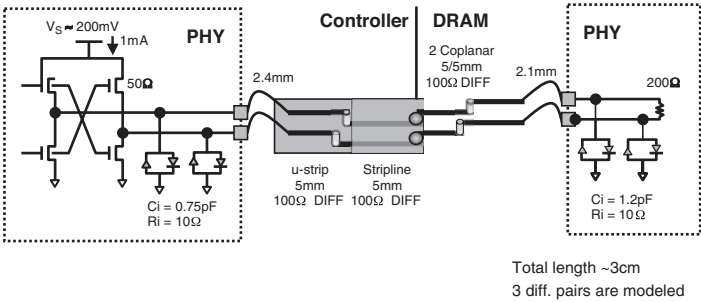 V_S ≈ 200mV
1mA
PHY
50Ω
Ci = 0.75pF
Ri = 10Ω
2.4mm
Controller
DRAM
u-strip
5mm
100Ω DIFF
Stripline
5mm
100Ω DIFF
2 Coplanar
5/5mm
100Ω DIFF
2.1mm
PHY
200Ω
Ci = 1.2pF
Ri = 10Ω
Total length ~3cm
3 diff. pairs are modeled